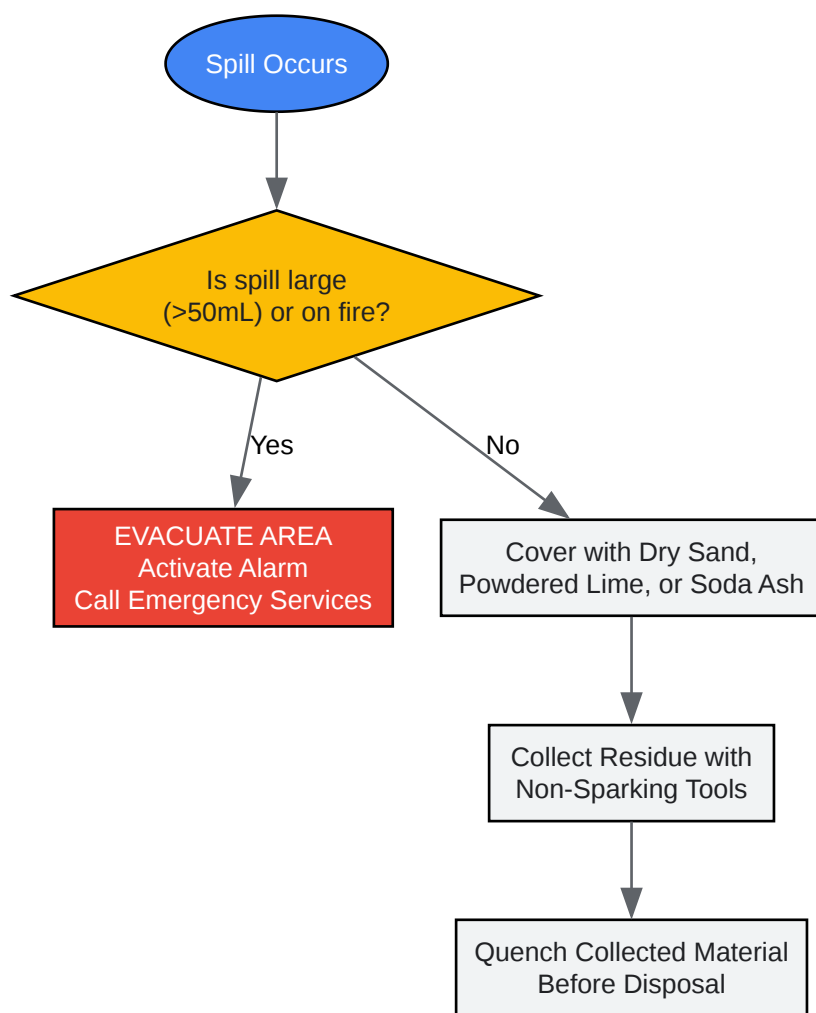 Spill Occurs
Is spill large
(>50mL) or on fire?
Yes
No
EVACUATE AREA
Activate Alarm
Call Emergency Services
Cover with Dry Sand,
Powdered Lime, or Soda Ash
Collect Residue with
Non-Sparking Tools
Quench Collected Material
Before Disposal